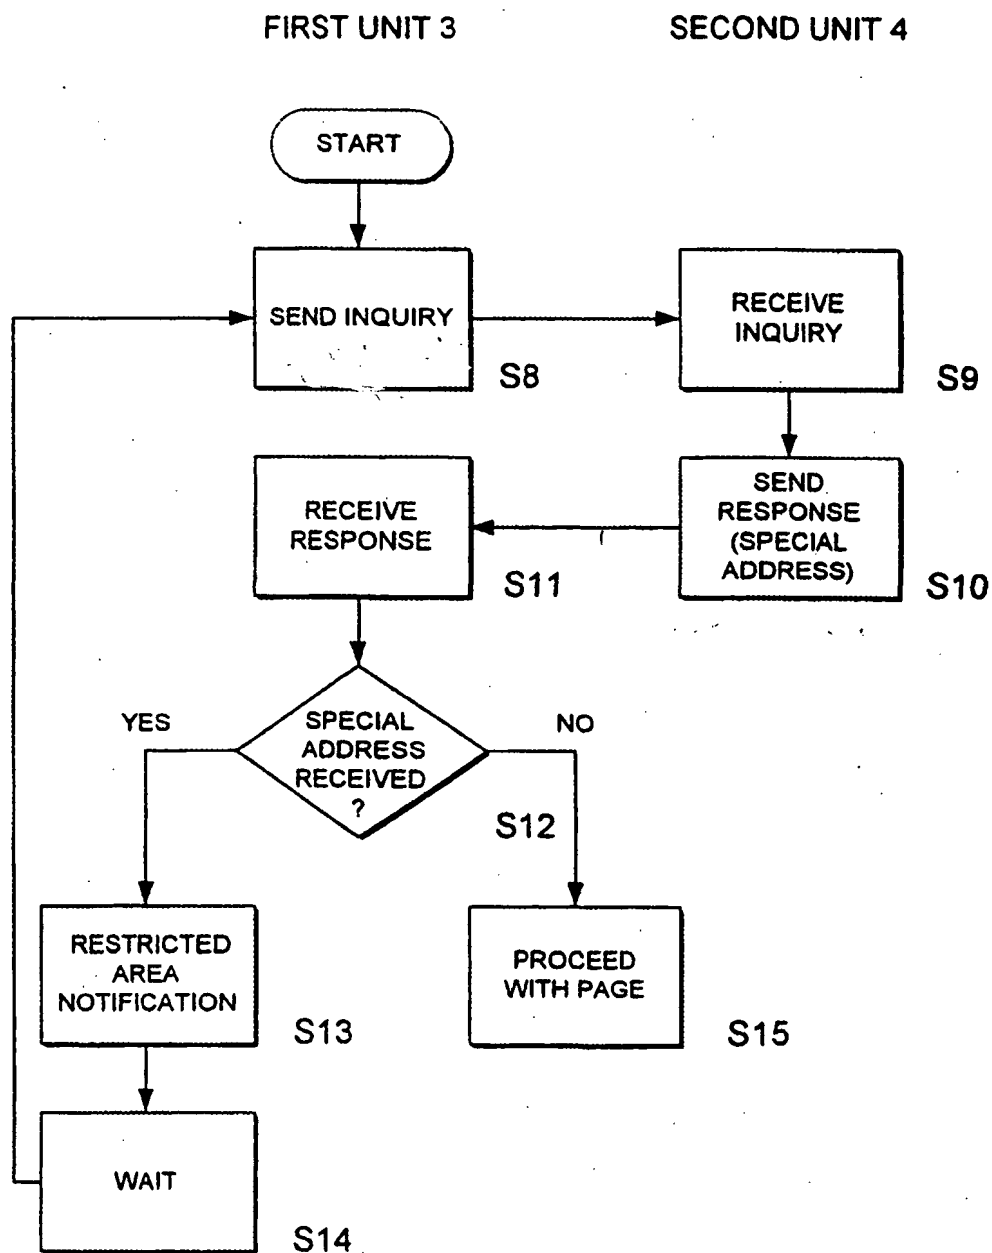 FIRST UNIT 3
SECOND UNIT 4
START
SEND INQUIRY
S8
RECEIVE
INQUIRY
S9
SEND
RESPONSE
(SPECIAL
ADDRESS)
S10
RECEIVE
RESPONSE
S11
SPECIAL
ADDRESS
RECEIVED
?
YES
NO
S12
RESTRICTED
AREA
NOTIFICATION
S13
PROCEED
WITH PAGE
S15
WAIT
S14